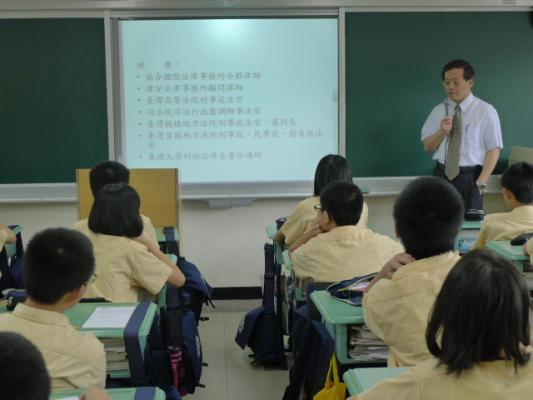 經 歷：
• 協合國際法律事務所合夥律師
• 理安法律事務所顧問律師
• 臺灣高等法院刑事庭法官
• 司法院司法行政廳調辦事法官
• 臺灣板橋地方法院刑事庭法官、審判長
• 臺灣宜蘭地方法院刑事庭、民事庭、簡易庭法
官
• 真理大學財經法律系兼任講師